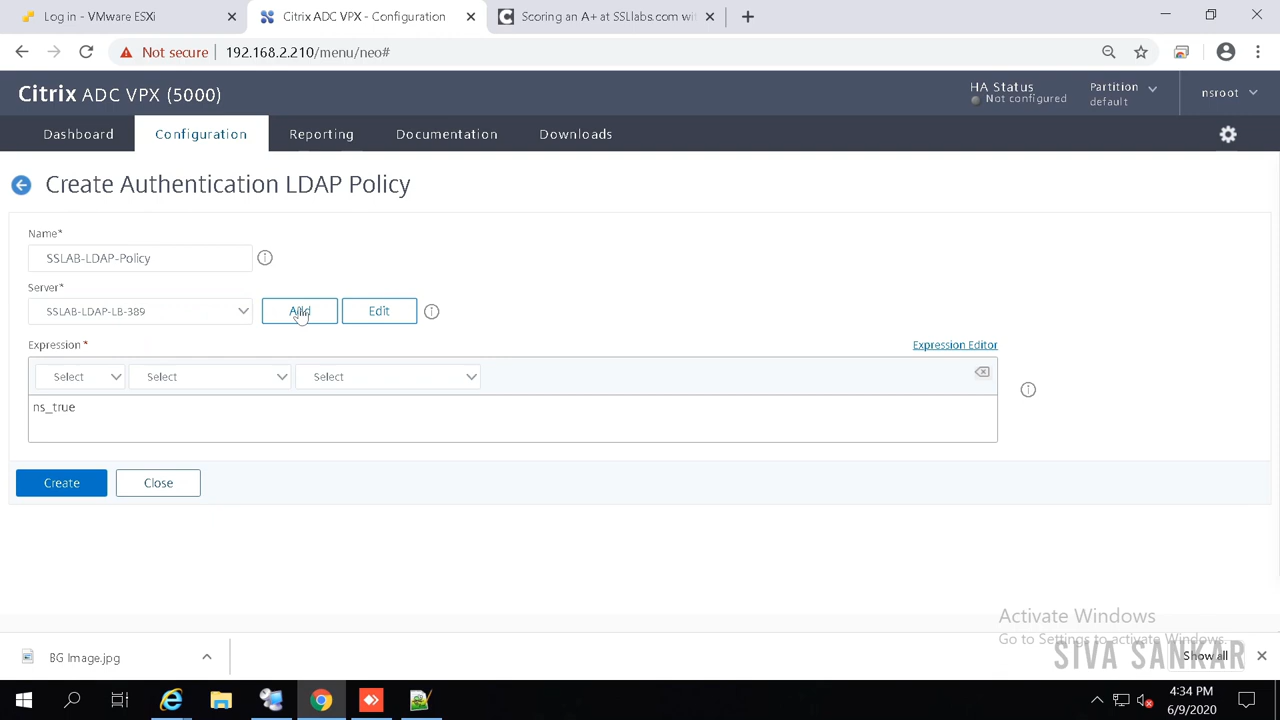 Log in - VMware ESXi
Citrix ADC VPX - Configuration
Scoring an A+ at SSLlabs.com wit
Not secure
192.168.2.210/menu/neo#
Citrix ADC VPX (5000)
HA Status
Not configured
Partition
default
nsroot
Dashboard
Configuration
Reporting
Documentation
Downloads
Create Authentication LDAP Policy
Name*
SSLAB-LDAP-Policy
Server*
SSLAB-LDAP-LB-389
Add
Edit
Expression *
Expression Editor
Select
Select
Select
ns_true
Create
Close
Activate Windows
Go to Settings to activate Windows.
BG Image.jpg
Show all
SIVA SANKAR
4:34 PM
6/9/2020